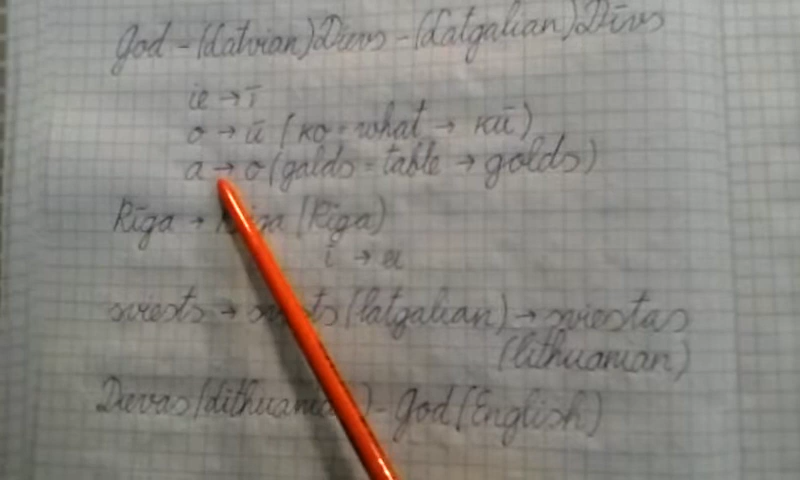 God - (Latvian) Dievs - (Latgalian) Dīvs
ie → ī
o → ū (ko - what → kū)
a → o (galds - table → golds)
Rīga → (Rīga)
ī → ei
sviests → (latgalian) → sviestas
(lithuanian)
Dievas (lithuanian) - God (English)